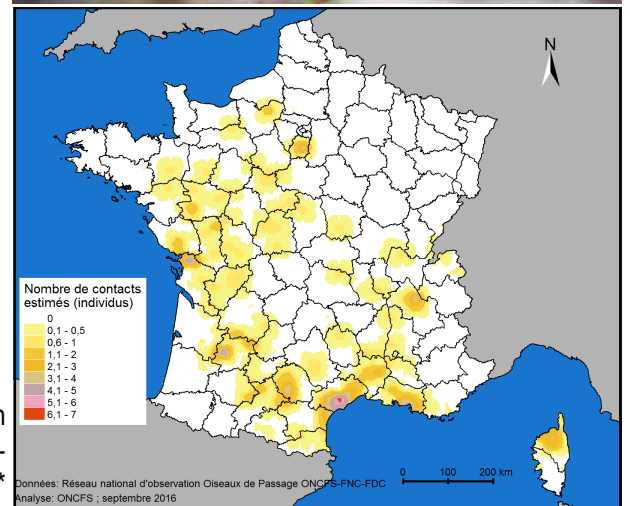 N
Nombre de contacts
estimés (individus)
0
0,1 - 0,5
0,6 - 1
1,1 - 2
2,1 - 3
3,1 - 4
4,1 - 5
5,1 - 6
6,1 - 7
n
-
*
0 100 200 km
Données: Réseau national d'observation Oiseaux de Passage ONCFS-FNC-FDC
Analyse: ONCFS ; septembre 2016